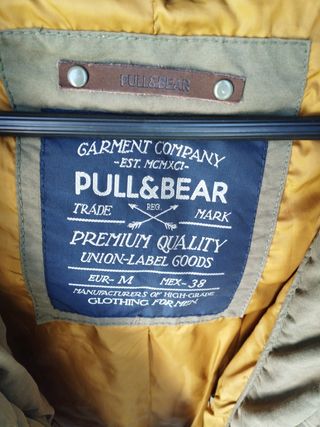 PULL&BEAR
GARMENT COMPANY
-EST. MCMXCI-
PULL&BEAR
TRADE REG. MARK
PREMIUM QUALITY
UNION-LABEL GOODS
EUR- M MEX- 38
MANUFACTURERS OF HIGH-GRADE
CLOTHING FOR MEN